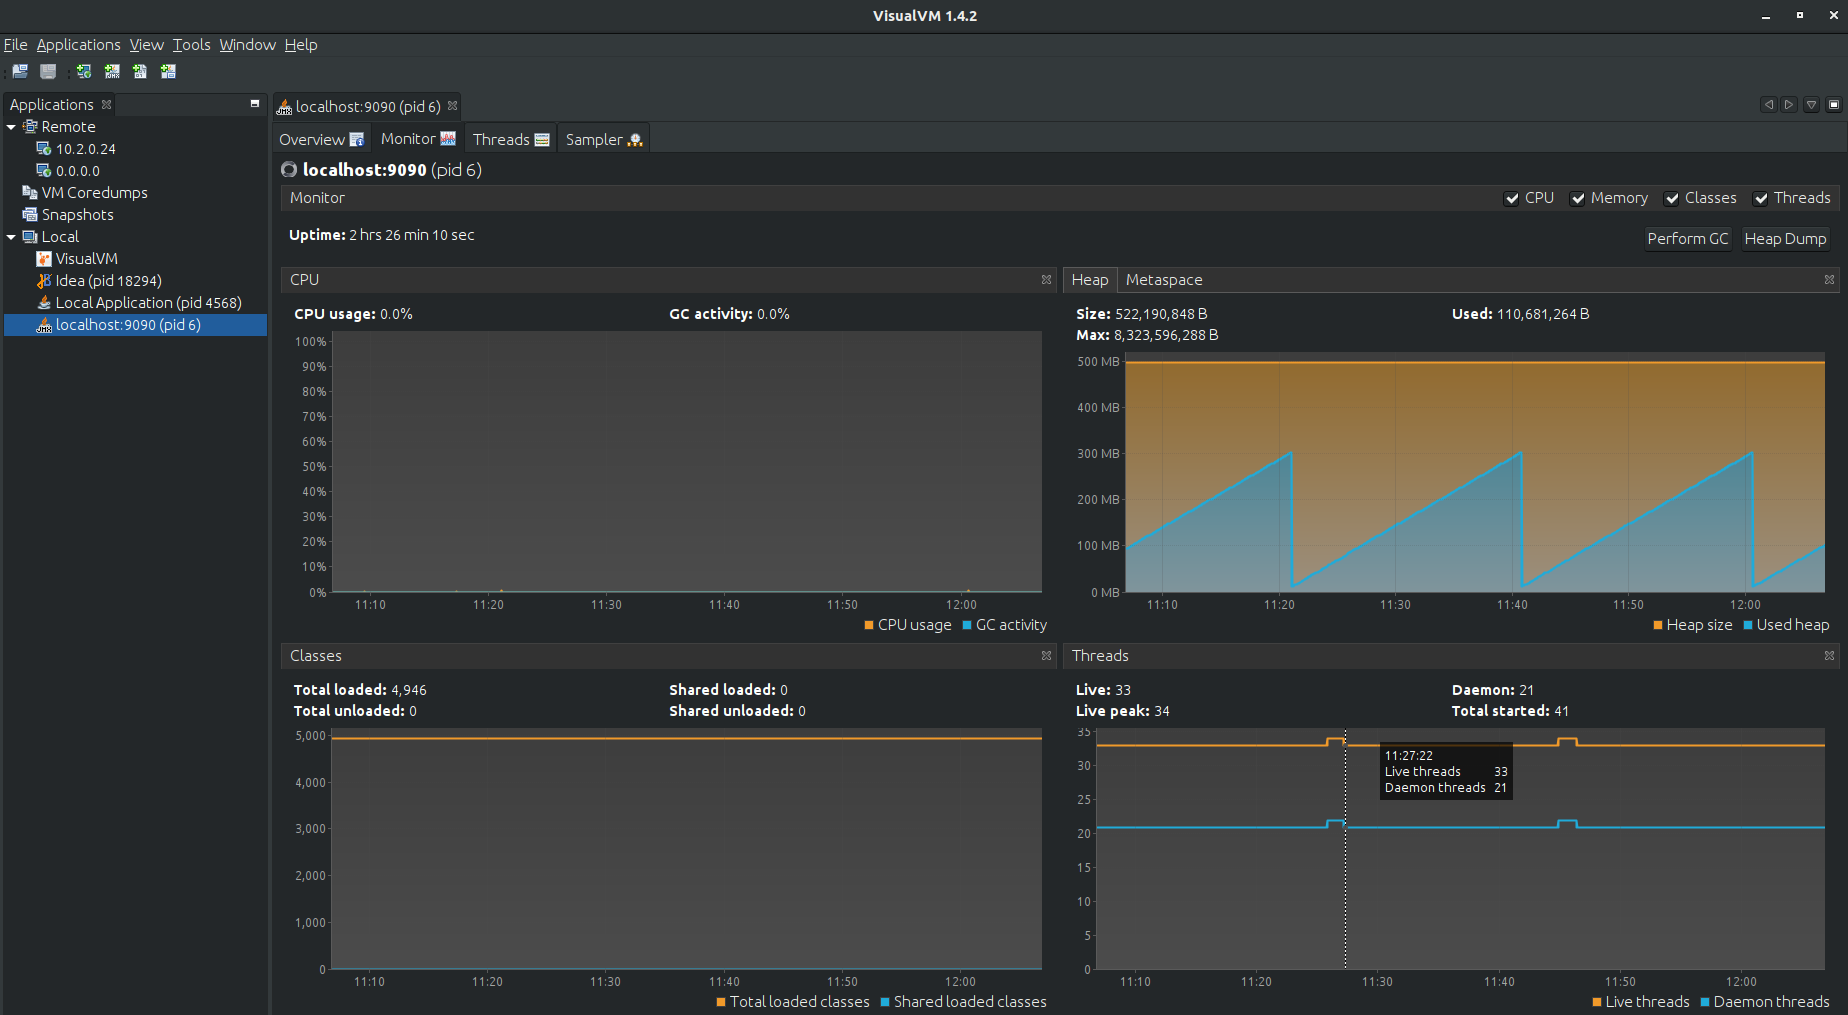 VisualVM 1.4.2
File Applications View Tools Window Help
Applications
Remote
10.2.0.24
0.0.0.0
VM Coredumps
Snapshots
Local
VisualVM
Idea (pid 18294)
Local Application (pid 4568)
localhost:9090 (pid 6)
localhost:9090 (pid 6)
Overview Monitor Threads Sampler
localhost:9090 (pid 6)
Monitor CPU Memory Classes Threads
Uptime: 2 hrs 26 min 10 sec
Perform GC Heap Dump
CPU
CPU usage: 0.0% GC activity: 0.0%
100%
90%
80%
70%
60%
50%
40%
30%
20%
10%
0%
11:10 11:20 11:30 11:40 11:50 12:00
CPU usage GC activity
Heap Metaspace
Size: 522,190,848 B Used: 110,681,264 B
Max: 8,323,596,288 B
500 MB
400 MB
300 MB
200 MB
100 MB
0 MB
11:10 11:20 11:30 11:40 11:50 12:00
Heap size Used heap
Classes
Total loaded: 4,946 Shared loaded: 0
Total unloaded: 0 Shared unloaded: 0
5,000
4,000
3,000
2,000
1,000
0
11:10 11:20 11:30 11:40 11:50 12:00
Total loaded classes Shared loaded classes
Threads
Live: 33 Daemon: 21
Live peak: 34 Total started: 41
35
30
25
20
15
10
5
0
11:27:22
Live threads 33
Daemon threads 21
11:10 11:20 11:30 11:40 11:50 12:00
Live threads Daemon threads